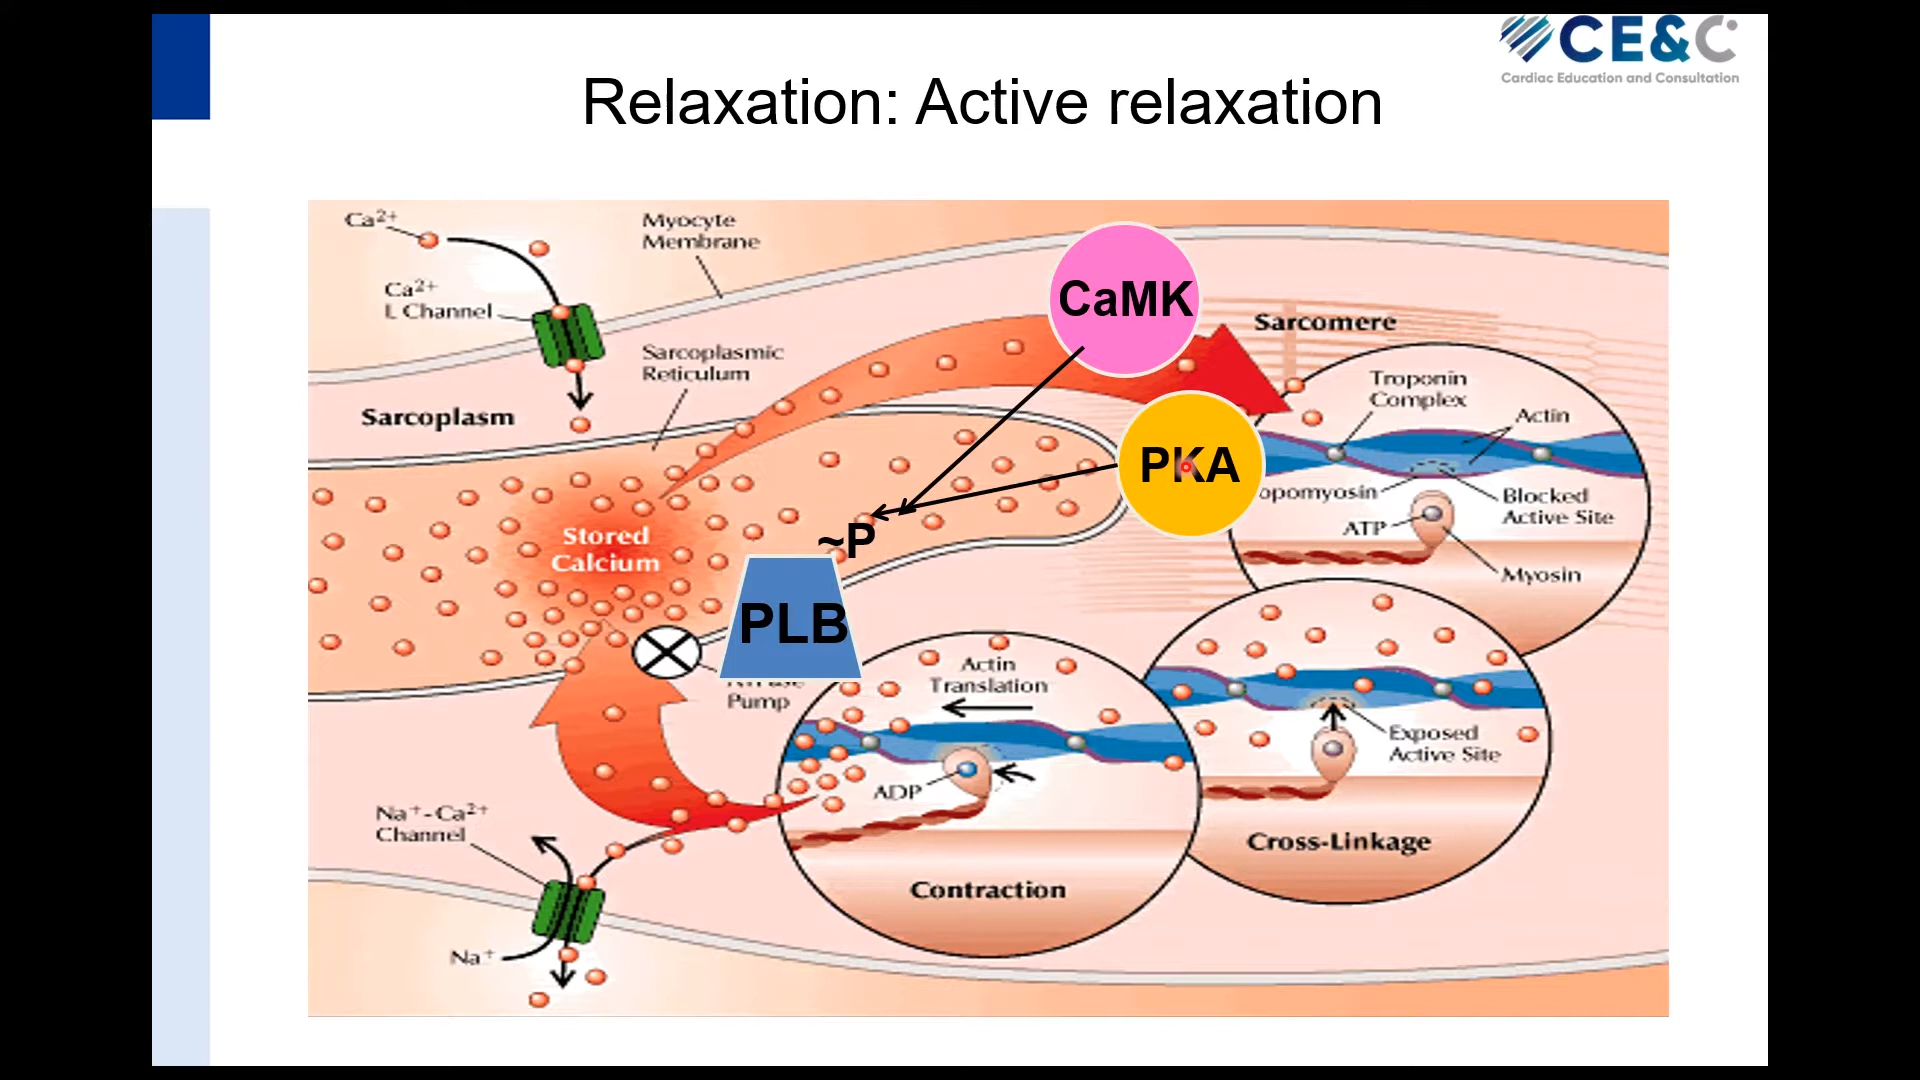 CE&C
Cardiac Education and Consultation
Relaxation: Active relaxation
Ca2+
Myocyte
Membrane
Ca2+
L Channel
CaMK
Sarcomere
Sarcoplasmic
Reticulum
Troponin
Complex
Actin
Sarcoplasm
PKA
Blocked
Active Site
ATP
Myosin
~P
Stored
Calcium
PLB
Pump
Actin
Translation
Exposed
Active Site
ADP
Na+-Ca2+
Channel
Cross-Linkage
Contraction
Na+